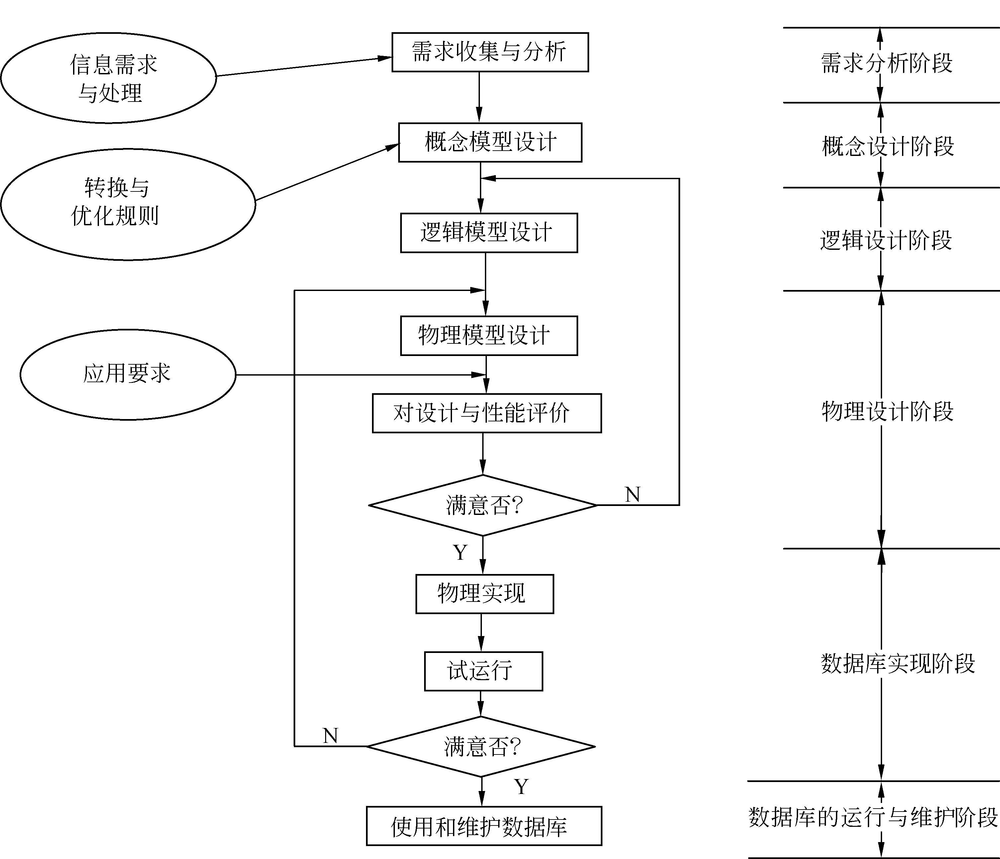 信息需求
与处理
需求收集与分析
需求分析阶段
概念模型设计
概念设计阶段
转换与
优化规则
逻辑模型设计
逻辑设计阶段
物理模型设计
应用要求
对设计与性能评价
物理设计阶段
满意否?
N
Y
物理实现
试运行
数据库实现阶段
N
满意否?
Y
使用和维护数据库
数据库的运行与维护阶段